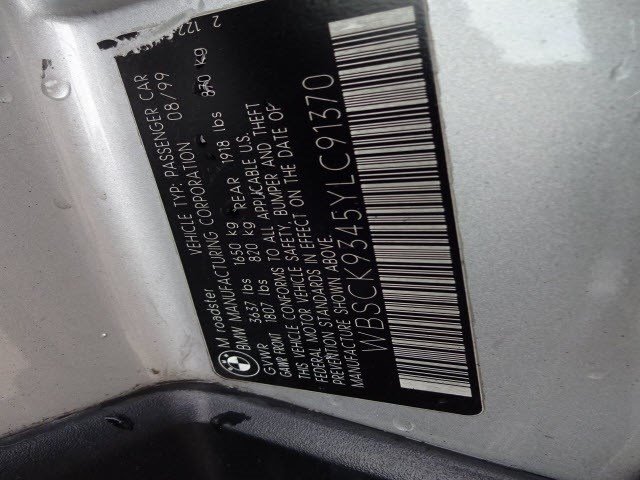 M roadster VEHICLE TYP: PASSENGER CAR
BMW MANUFACTURING CORPORATION 08/99
GVWR 3637 lbs 1650 kg
GAWR FRONT 1807 lbs 820 kg REAR 1918 lbs 870 kg
THIS VEHICLE CONFORMS TO ALL APPLICABLE U.S.
FEDERAL MOTOR VEHICLE SAFETY, BUMPER AND THEFT
PREVENTION STANDARDS IN EFFECT ON THE DATE OF
MANUFACTURE SHOWN ABOVE.
WBSCK9345YLC91370
2 122